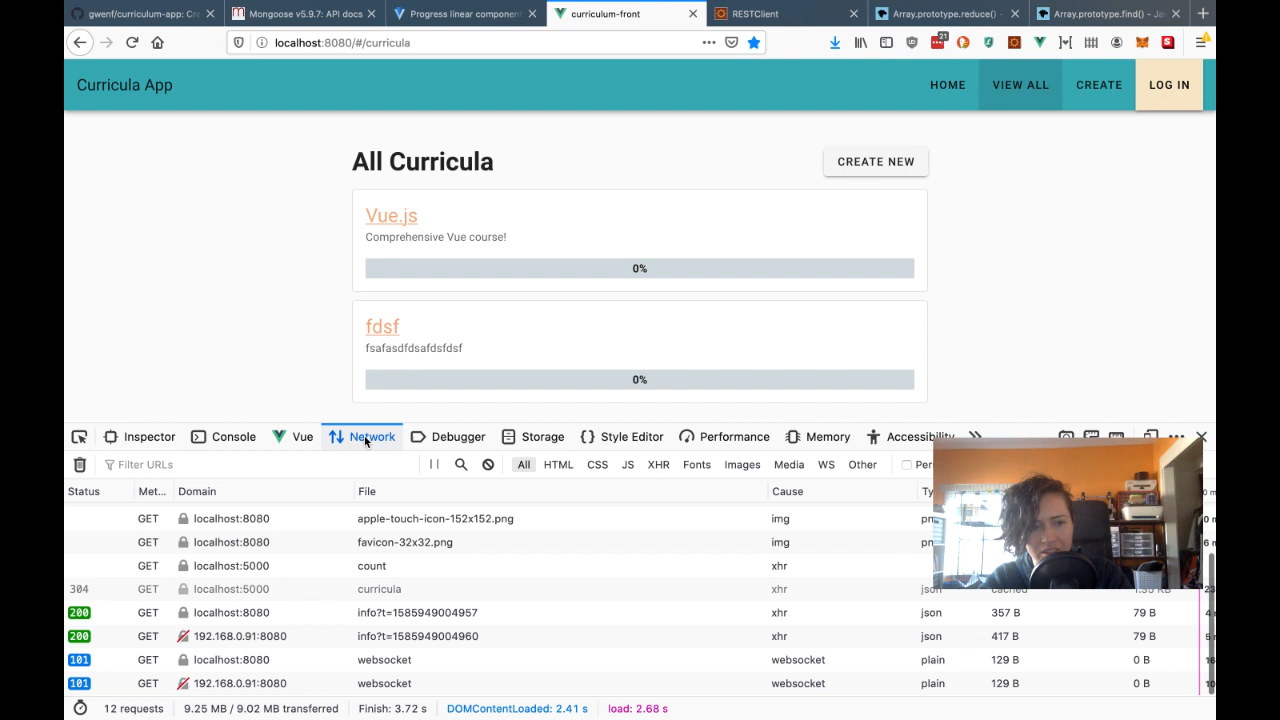 gwenf/curriculum-app: Cre
Mongoose v5.9.7: API docs
Progress linear component
curriculum-front
RESTClient
Array.prototype.reduce() -
Array.prototype.find() - Ja
localhost:8080/#/curricula
21
Curricula App
HOME
VIEW ALL
CREATE
LOG IN
All Curricula
CREATE NEW
Vue.js
Comprehensive Vue course!
0%
fdsf
fsafasdfdsafdsfdsf
0%
Inspector
Console
Vue
Network
Debugger
Storage
Style Editor
Performance
Memory
Accessibility
Filter URLs
All HTML CSS JS XHR Fonts Images Media WS Other
Status Met... Domain File Cause
GET localhost:8080 apple-touch-icon-152x152.png img
GET localhost:8080 favicon-32x32.png img
GET localhost:5000 count xhr
304 GET localhost:5000 curricula xhr json cached
200 GET localhost:8080 info?t=1585949004957 xhr json 357 B 79 B
200 GET 192.168.0.91:8080 info?t=1585949004960 xhr json 417 B 79 B
101 GET localhost:8080 websocket websocket plain 129 B 0 B
101 GET 192.168.0.91:8080 websocket websocket plain 129 B 0 B
12 requests 9.25 MB / 9.02 MB transferred Finish: 3.72 s DOMContentLoaded: 2.41 s load: 2.68 s